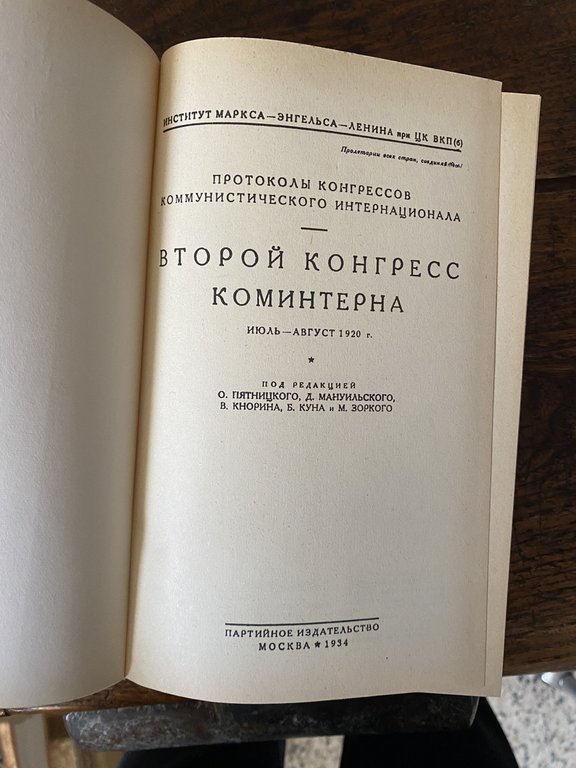 ИНСТИТУТ МАРКСА—ЭНГЕЛЬСА—ЛЕНИНА при ЦК ВКП(б)
Пролетарии всех стран, соединяйтесь!
ПРОТОКОЛЫ КОНГРЕССОВ
КОММУНИСТИЧЕСКОГО ИНТЕРНАЦИОНАЛА
ВТОРОЙ КОНГРЕСС
КОМИНТЕРНА
ИЮЛЬ—АВГУСТ 1920 г.
ПОД РЕДАКЦИЕЙ
О. ПЯТНИЦКОГО, Д. МАНУИЛЬСКОГО,
В. КНОРИНА, Б. КУНА и М. ЗОРКОГО
ПАРТИЙНОЕ ИЗДАТЕЛЬСТВО
МОСКВА ★ 1934